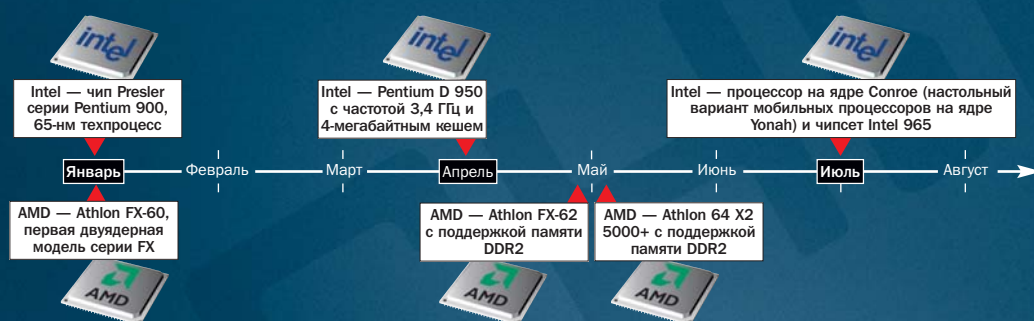 intel
intel
intel
Intel — чип Presler
серии Pentium 900,
65-нм техпроцесс
Intel — Pentium D 950
с частотой 3,4 ГГц и
4-мегабайтным кешем
Intel — процессор на ядре Conroe (настольный
вариант мобильных процессоров на ядре
Yonah) и чипсет Intel 965
Январь Февраль Март Апрель Май Июнь Июль Август
AMD — Athlon FX-60,
первая двуядерная
модель серии FX
AMD — Athlon FX-62
с поддержкой памяти
DDR2
AMD — Athlon 64 X2
5000+ с поддержкой
памяти DDR2
AMD
AMD
AMD